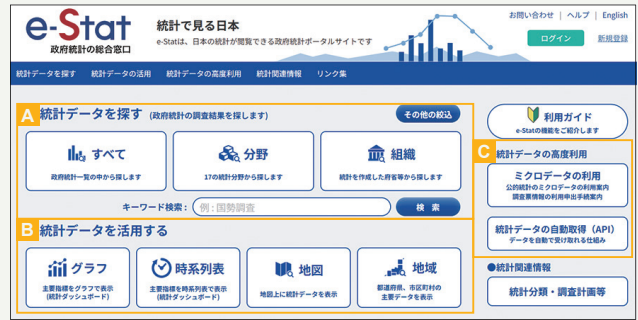 e-Stat
政府統計の総合窓口
統計で見る日本
e-Statは、日本の統計が閲覧できる政府統計ポータルサイトです
お問い合わせ | ヘルプ | English
ログイン 新規登録
統計データを探す 統計データの活用 統計データの高度利用 統計関連情報 リンク集
A 統計データを探す (政府統計の調査結果を探します) その他の絞込
すべて
政府統計一覧の中から探します
分野
17の統計分野から探します
組織
統計を作成した府省等から探します
キーワード検索: 例:国勢調査 検索
B 統計データを活用する
グラフ
主要指標をグラフで表示
(統計ダッシュボード)
時系列表
主要指標を時系列表で表示
(統計ダッシュボード)
地図
地図上に統計データを表示
地域
都道府県、市区町村の
主要データを表示
利用ガイド
e-Statの機能をご紹介します
C 統計データの高度利用
ミクロデータの利用
公的統計のミクロデータの利用案内
調査票情報の利用申出手続案内
統計データの自動取得(API)
データを自動で受け取れる仕組み
●統計関連情報
統計分類・調査計画等